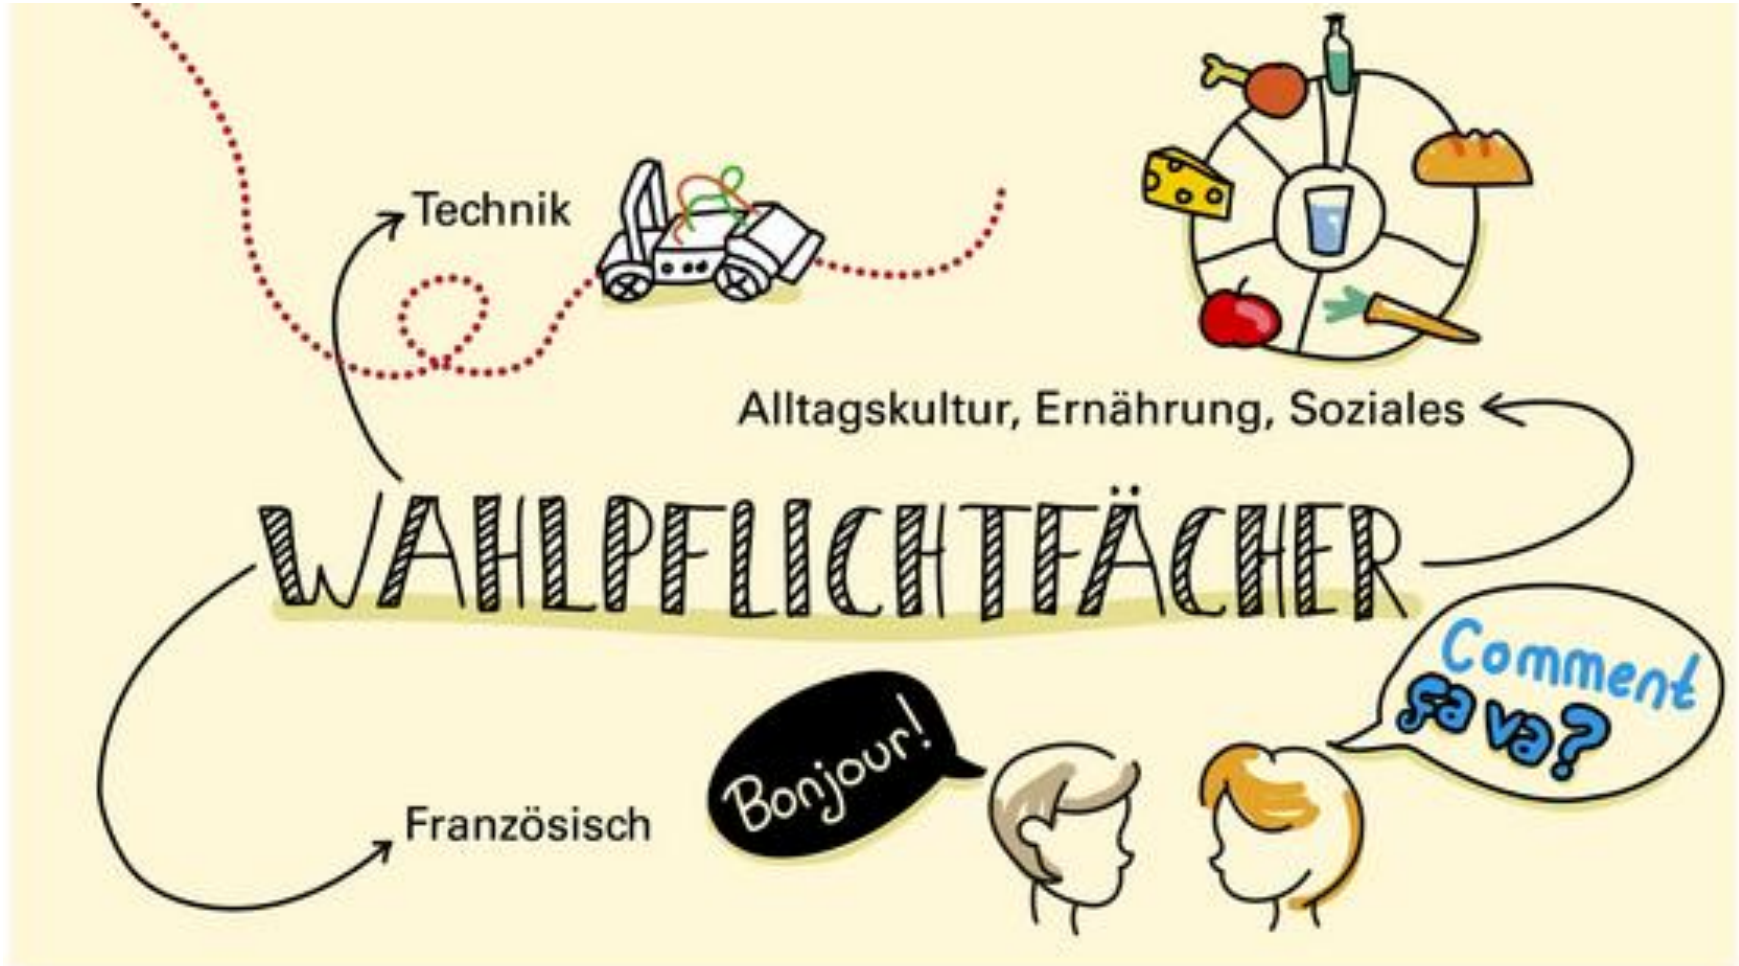 Technik
Alltagskultur, Ernährung, Soziales
WAHLPFLICHTFÄCHER
Comment
ça va?
Bonjour!
Französisch